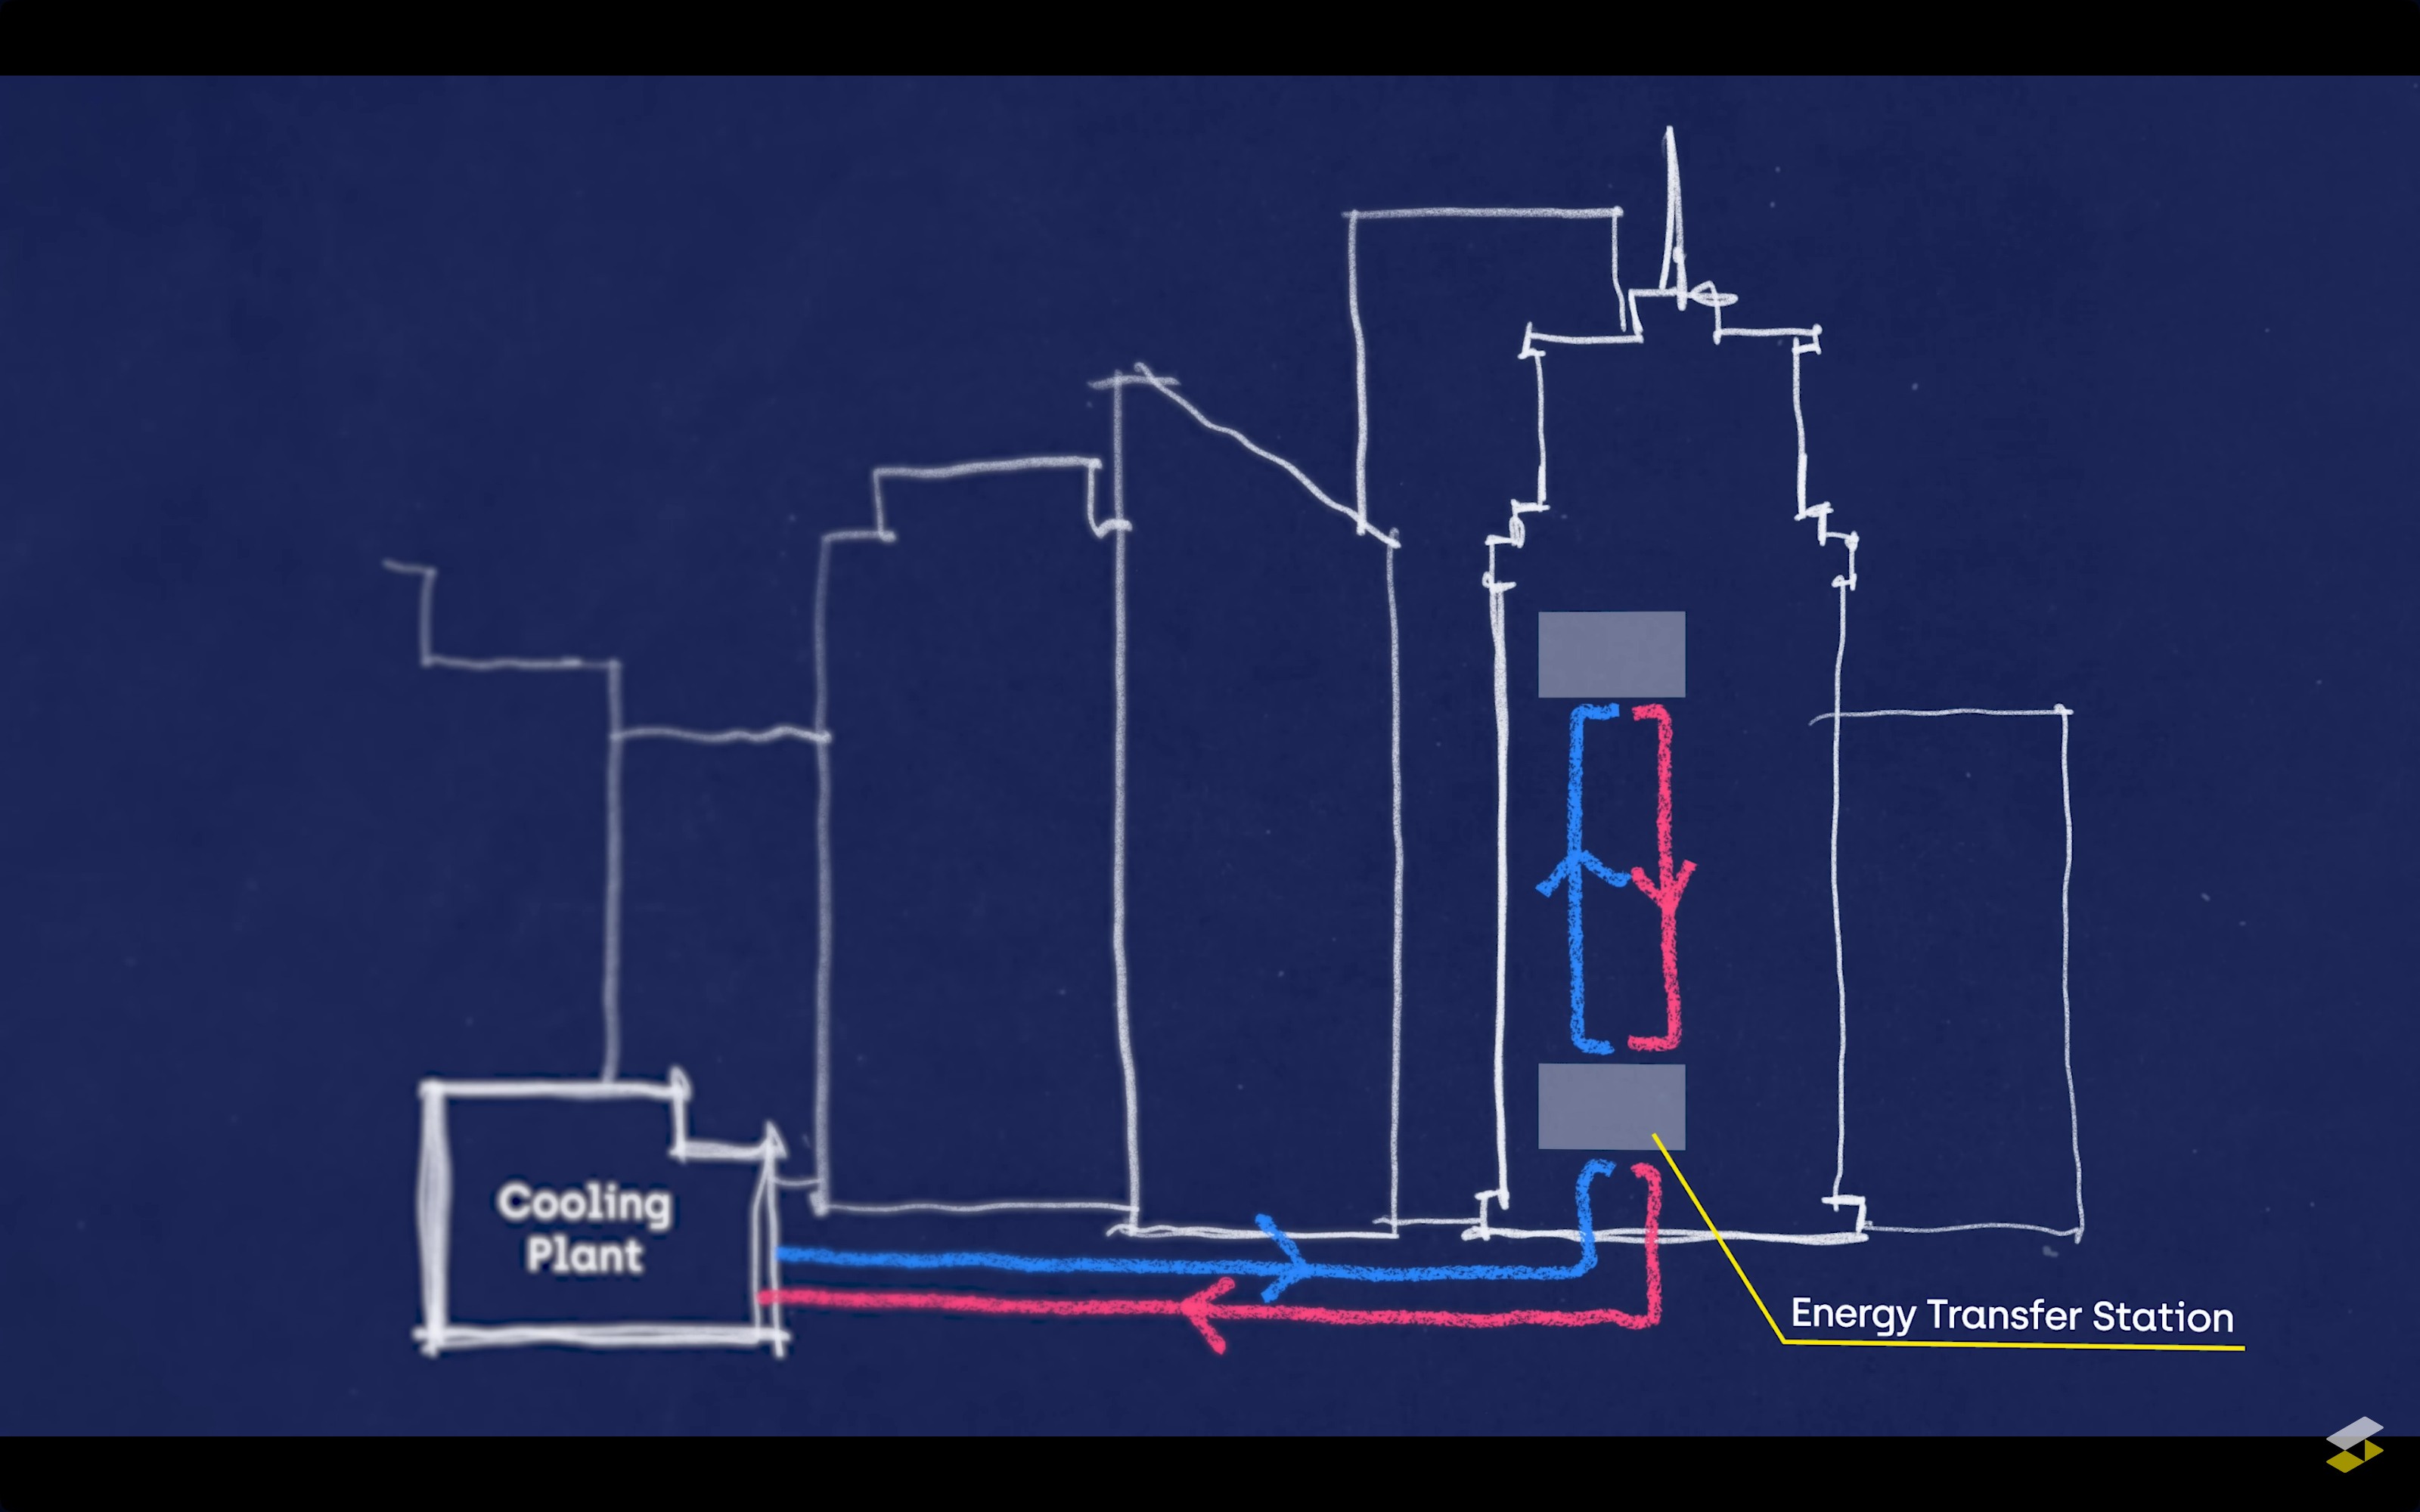 Cooling
Plant
Energy Transfer Station